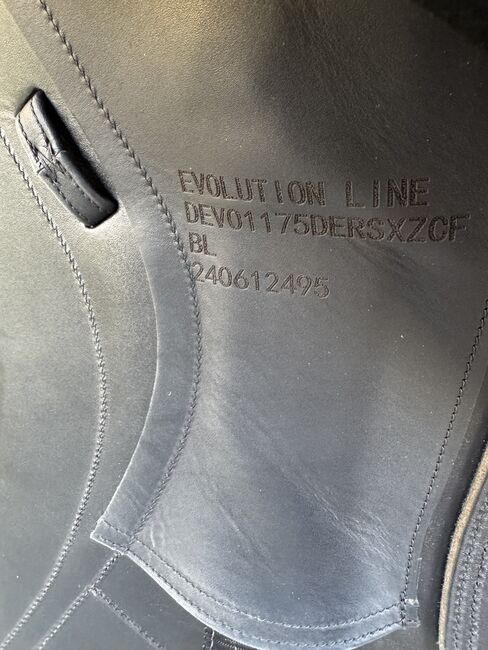 EVOLUTION LINE
DEV01175DERSXZCF
BL
240612495